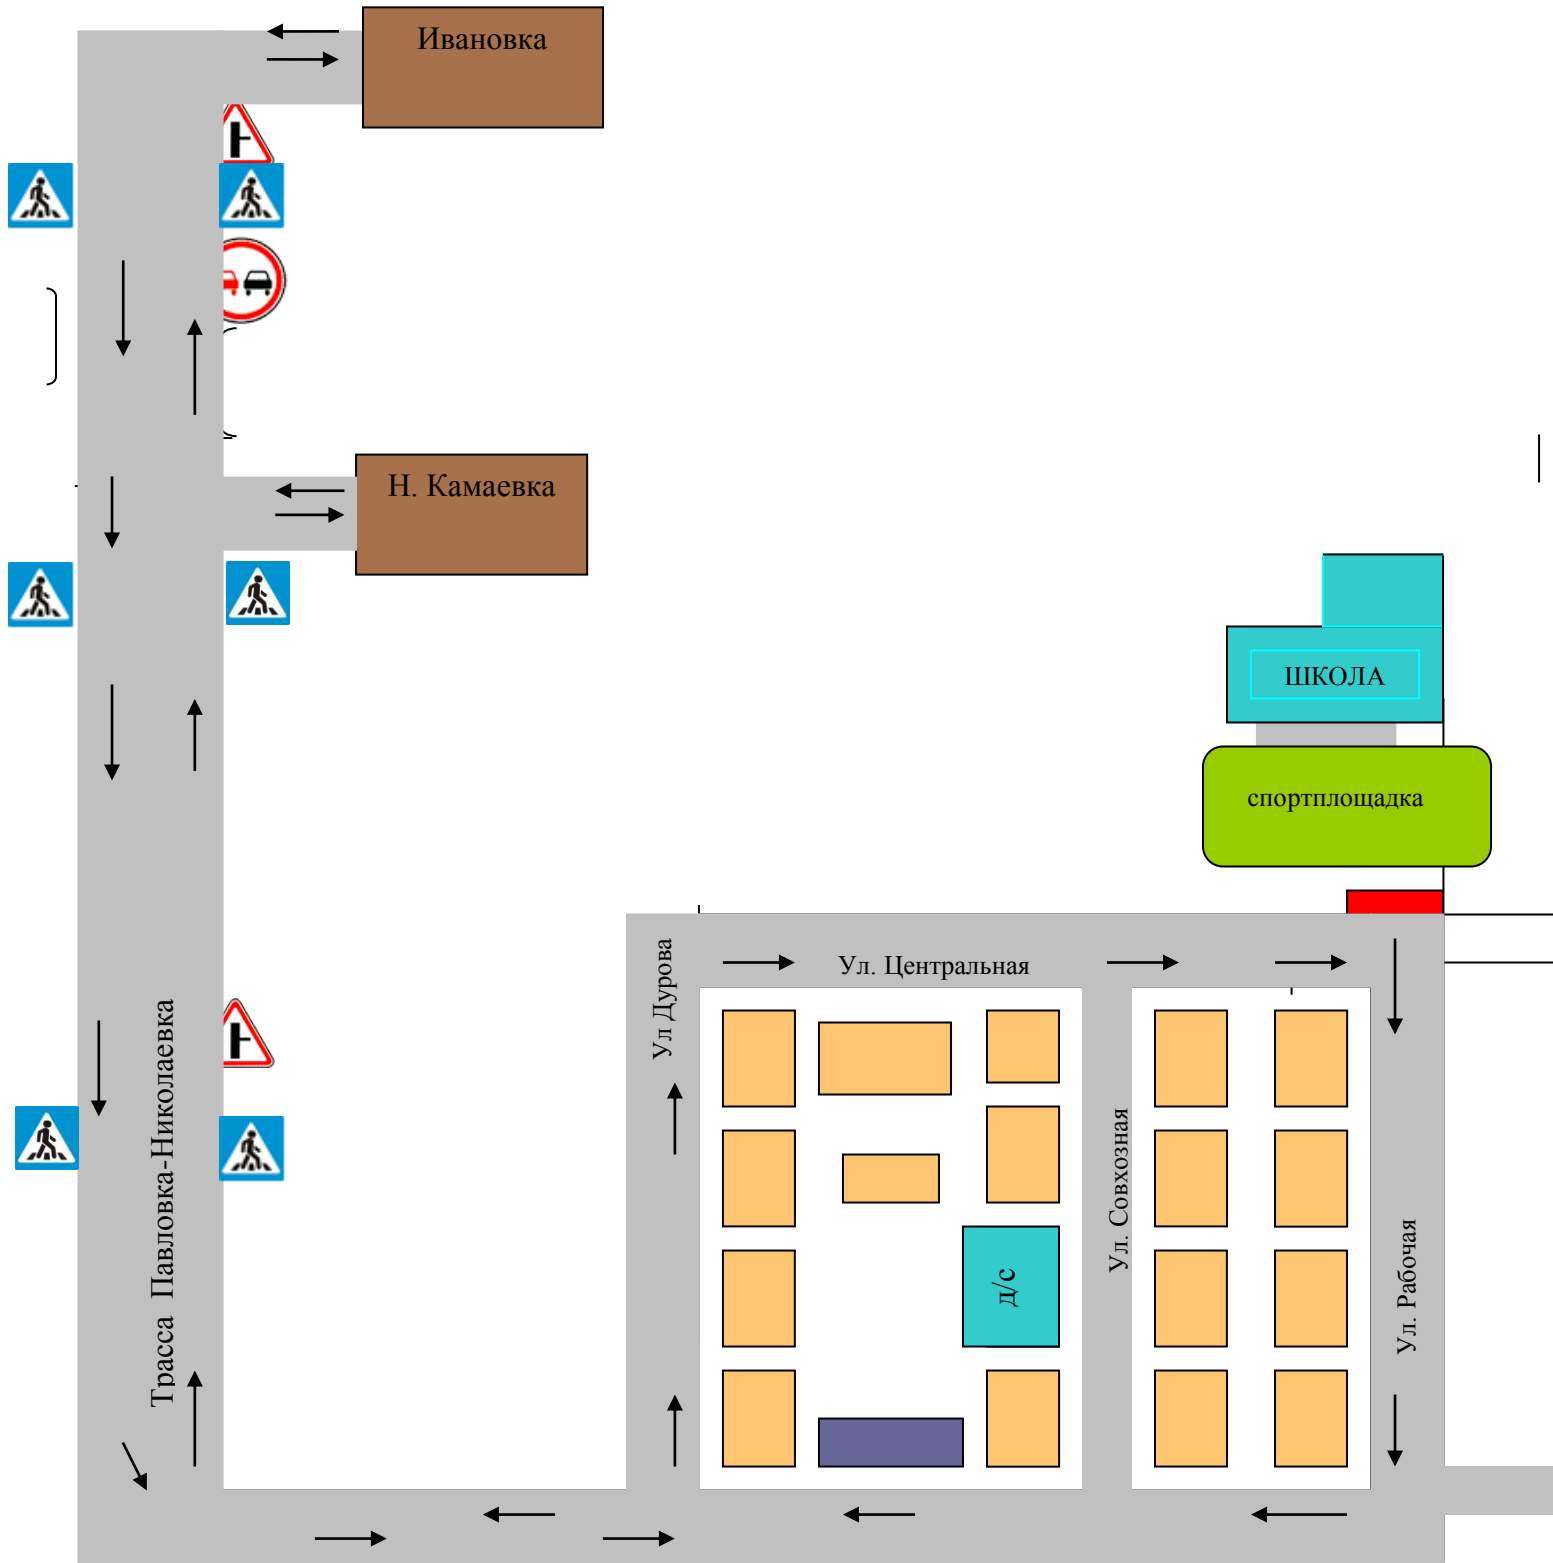 Ивановка
Н. Камаевка
ШКОЛА
спортплощадка
Ул. Центральная
Ул Дурова
Трасса Павловка-Николаевка
Ул. Совхозная
д/с
Ул. Рабочая